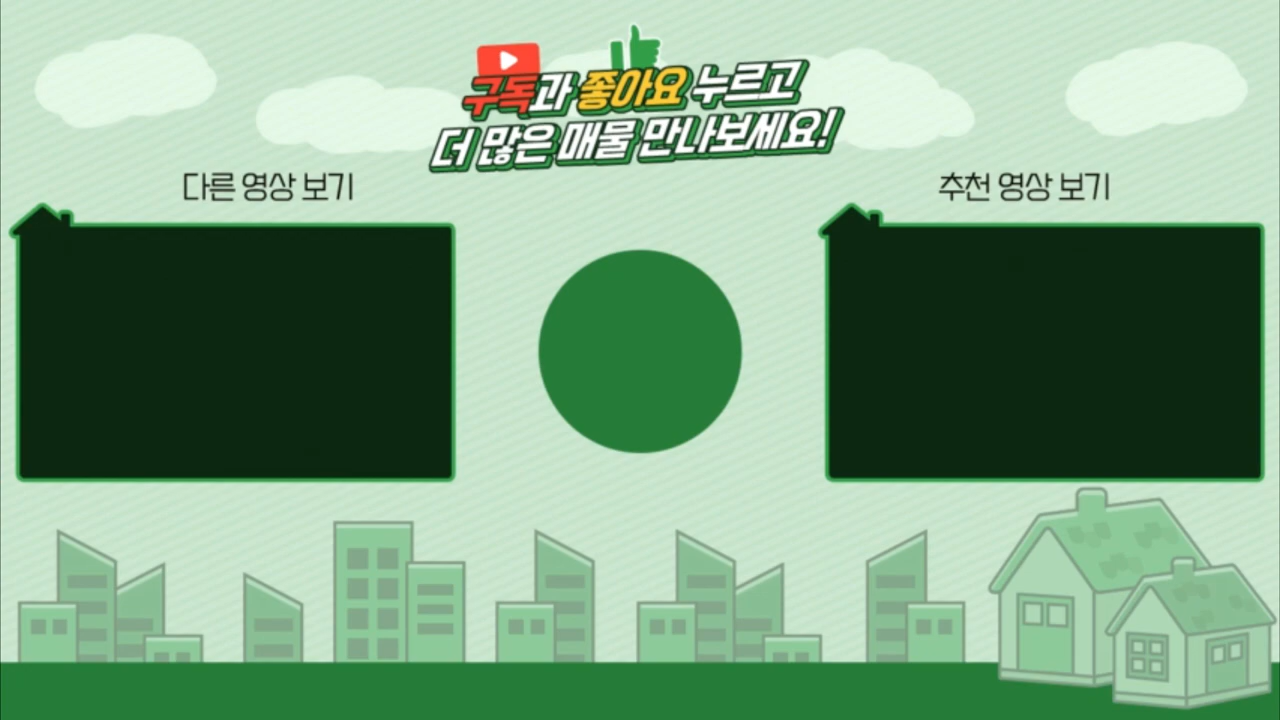 구독과 좋아요 누르고
더 많은 매물 만나보세요!
다른 영상 보기
추천 영상 보기